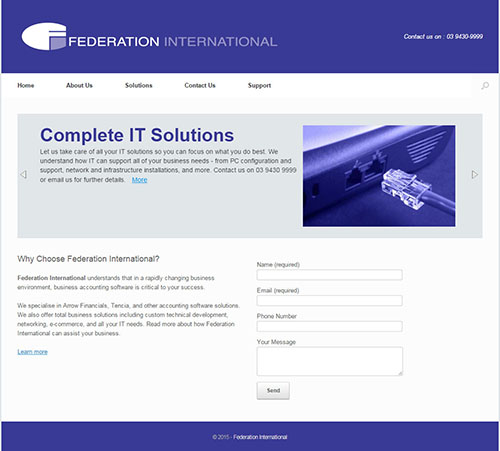 FEDERATION INTERNATIONAL
Contact us on : 03 9430-9999
Home About Us Solutions Contact Us Support
Complete IT Solutions
Let us take care of all your IT solutions so you can focus on what you do best. We
understand how IT can support all of your business needs - from PC configuration and
support, network and infrastructure installations, and more. Contact us on 03 9430 9999
or email us for further details. More
Why Choose Federation International?
Federation International understands that in a rapidly changing business
environment, business accounting software is critical to your success.
We specialise in Arrow Financials, Tencia, and other accounting software solutions.
We also offer total business solutions including custom technical development,
networking, e-commerce, and all your IT needs. Read more about how Federation
International can assist your business.
Learn more
Name (required)
Email (required)
Phone Number
Your Message
Send
© 2015 - Federation International